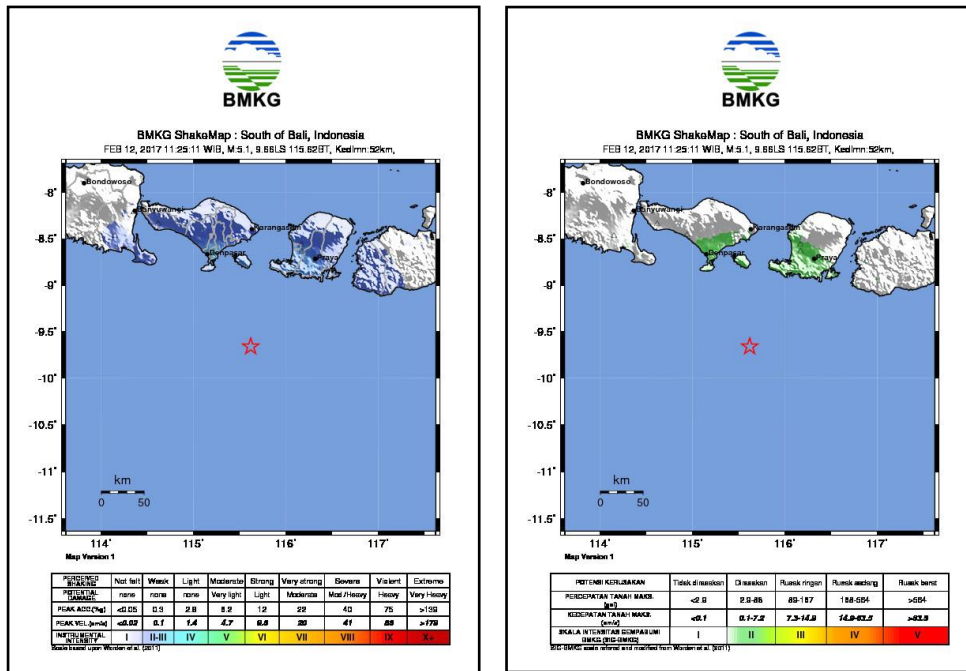 BMKG
BMKG ShakeMap : South of Bali, Indonesia
FEB 12, 2017 11:25:11 WIB, M:5.1, 9.66LS 115.62BT, Kedlmn:52km,
Bondowoso
-8˚
Banyuwangi
Karangasem
-8.5˚
Denpasar
Praya
-9˚
-9.5˚
-10˚
-10.5˚
-11˚
km
0 50
-11.5˚
114˚ 115˚ 116˚ 117˚
Map Version 1
PERCEIVED SHAKING Not felt Weak Light Moderate Strong Very strong Severe Violent Extreme
POTENTIAL DAMAGE none none none Very light Light Moderate Mod./Heavy Heavy Very Heavy
PEAK ACC.(%g) <0.05 0.3 2.8 6.2 12 22 40 75 >139
PEAK VEL.(cm/s) <0.02 0.1 1.4 4.7 9.6 20 41 86 >178
INSTRUMENTAL INTENSITY I II-III IV V VI VII VIII IX X+
Scale based upon Worden et al. (2011)
BMKG
BMKG ShakeMap : South of Bali, Indonesia
FEB 12, 2017 11:25:11 WIB, M:5.1, 9.66LS 115.62BT, Kedlmn:52km,
Bondowoso
-8˚
Banyuwangi
Karangasem
-8.5˚
Denpasar
Praya
-9˚
-9.5˚
-10˚
-10.5˚
-11˚
km
0 50
-11.5˚
114˚ 115˚ 116˚ 117˚
Map Version 1
POTENSI KERUSAKAN Tidak dirasakan Dirasakan Rusak ringan Rusak sedang Rusak berat
PERCEPATAN TANAH MAKS. (gal) <2.9 2.9-88 89-167 168-564 >564
KECEPATAN TANAH MAKS. (cm/s) <0.1 0.1-7.2 7.3-14.9
SKALA INTENSITAS GEMPABUMI BMKG (SIG-BMKG) I II III IV V
SIG-BMKG scale refered and modified from Worden et al. (2011)